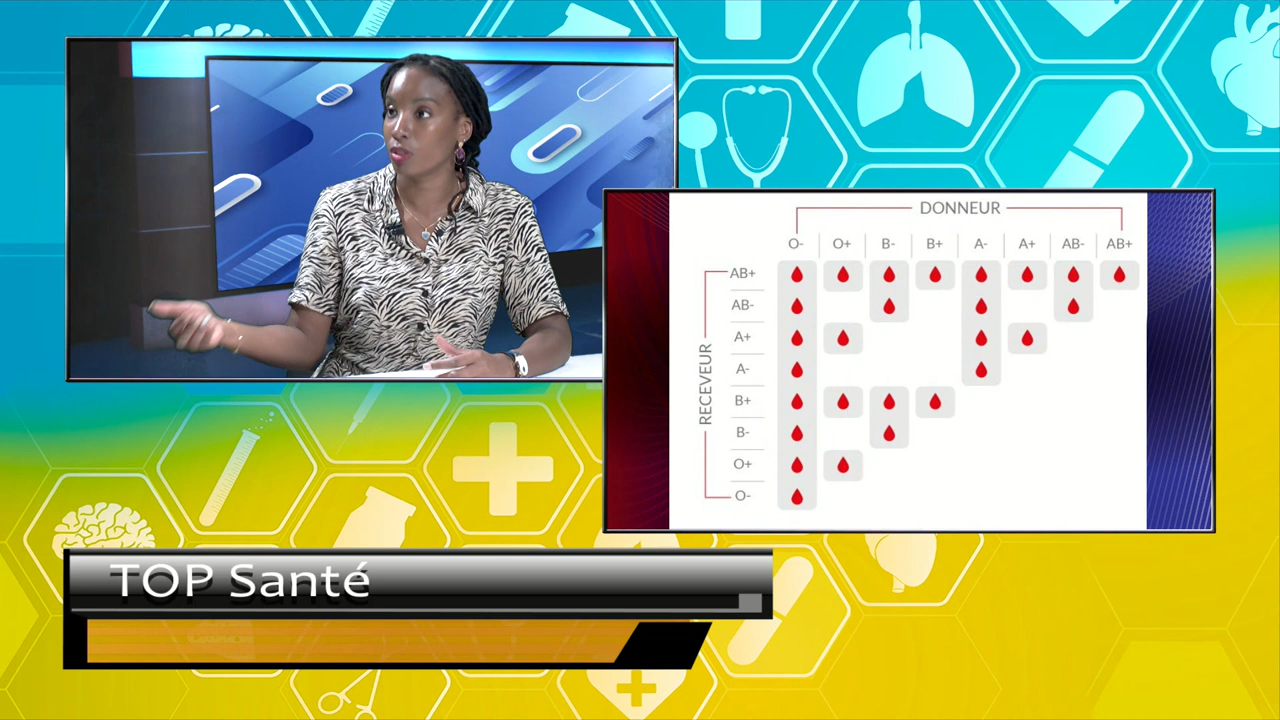 DONNEUR
O- O+ B- B+ A- A+ AB- AB+
RECEVEUR
AB+
AB-
A+
A-
B+
B-
O+
O-
TOP Santé